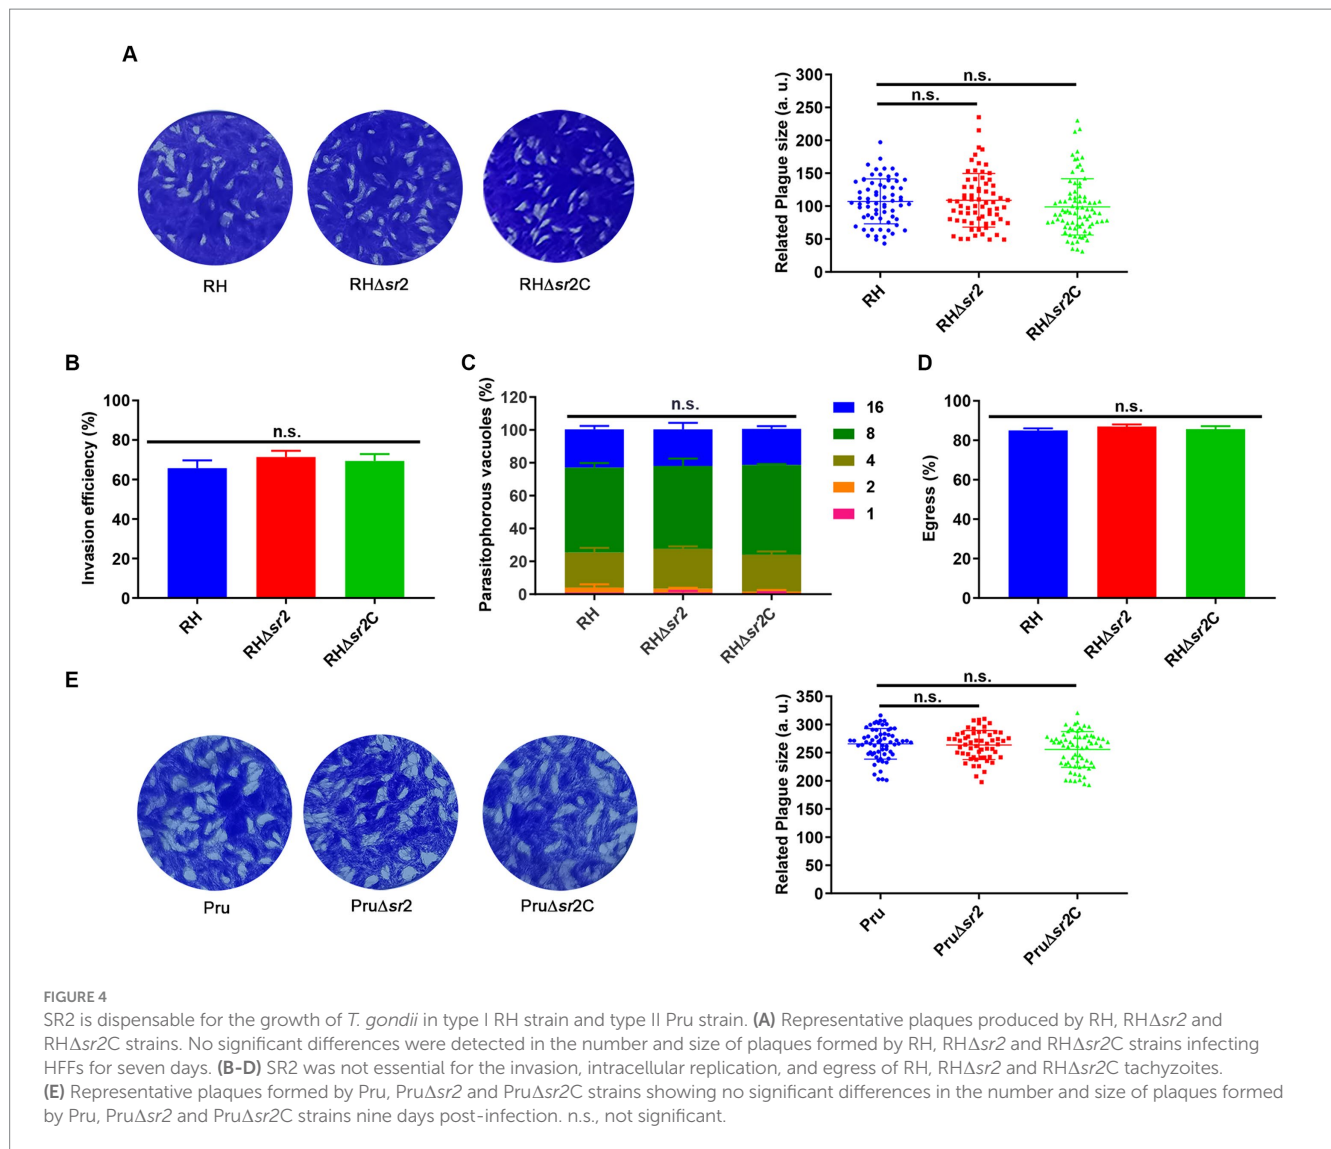 A
RH
RHΔsr2
RHΔsr2C
Related Plague size (a. u.)
300
250
200
150
100
50
0
n.s.
n.s.
RH
RHΔsr2
RHΔsr2C
B
Invasion efficiency (%)
100
80
60
40
20
0
n.s.
RH
RHΔsr2
RHΔsr2C
C
Parasitophorous vacuoles (%)
120
100
80
60
40
20
0
n.s.
RH
RHΔsr2
RHΔsr2C
16
8
4
2
1
D
Egress (%)
100
80
60
40
20
0
n.s.
RH
RHΔsr2
RHΔsr2C
E
Pru
PruΔsr2
PruΔsr2C
Related Plague size (a. u.)
350
300
250
200
150
100
50
0
n.s.
n.s.
Pru
PruΔsr2
PruΔsr2C
FIGURE 4
SR2 is dispensable for the growth of T. gondii in type I RH strain and type II Pru strain. (A) Representative plaques produced by RH, RHΔsr2 and
RHΔsr2C strains. No significant differences were detected in the number and size of plaques formed by RH, RHΔsr2 and RHΔsr2C strains infecting
HFFs for seven days. (B-D) SR2 was not essential for the invasion, intracellular replication, and egress of RH, RHΔsr2 and RHΔsr2C tachyzoites.
(E) Representative plaques formed by Pru, PruΔsr2 and PruΔsr2C strains showing no significant differences in the number and size of plaques formed
by Pru, PruΔsr2 and PruΔsr2C strains nine days post-infection. n.s., not significant.